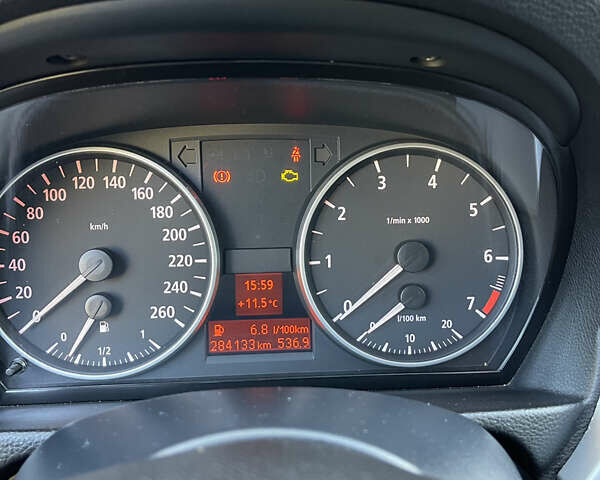 0 20 40 60 80 100 120 140 160 180 200 220 240 260
km/h
0 1/2 1
15:59
+11.5°C
6.8 l/100km
284133km 536.9
0 1 2 3 4 5 6 7
1/min x 1000
l/100 km
0 10 20